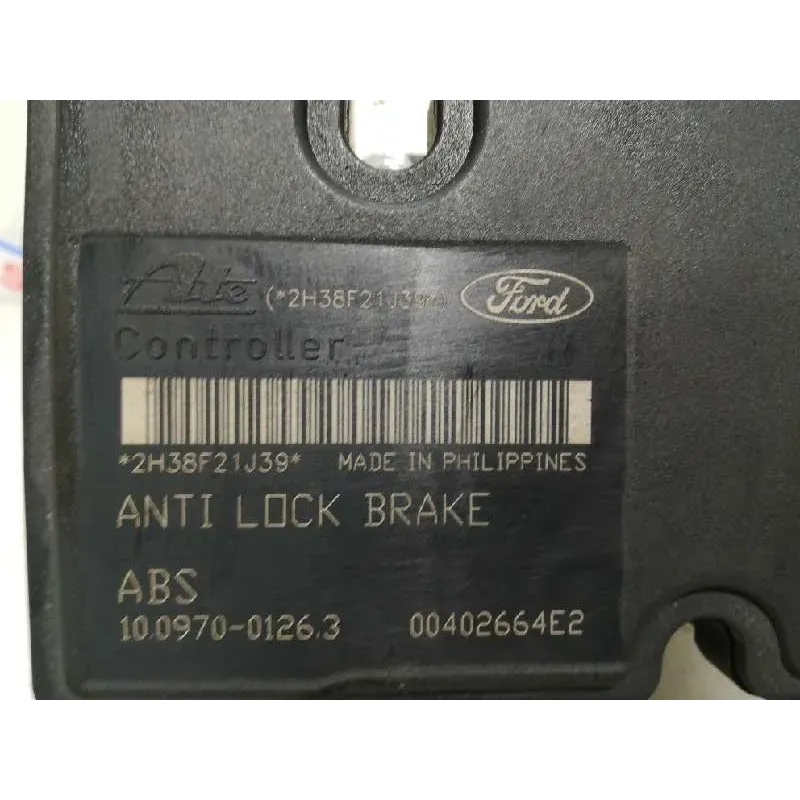 Ate (*2H38F21J39*) Ford
Controller
*2H38F21J39* MADE IN PHILIPPINES
ANTI LOCK BRAKE
ABS
10.0970-0126.3 00402664E2